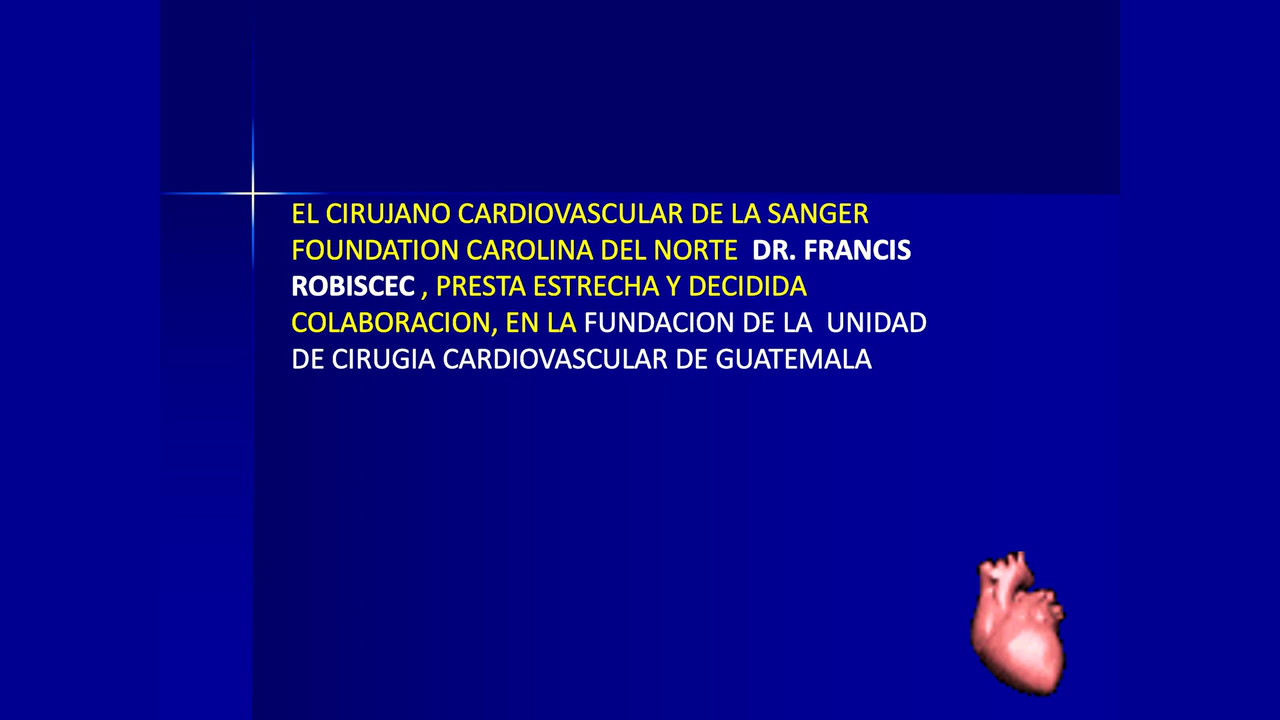 EL CIRUJANO CARDIOVASCULAR DE LA SANGER
FOUNDATION CAROLINA DEL NORTE DR. FRANCIS
ROBISCEC , PRESTA ESTRECHA Y DECIDIDA
COLABORACION, EN LA FUNDACION DE LA UNIDAD
DE CIRUGIA CARDIOVASCULAR DE GUATEMALA